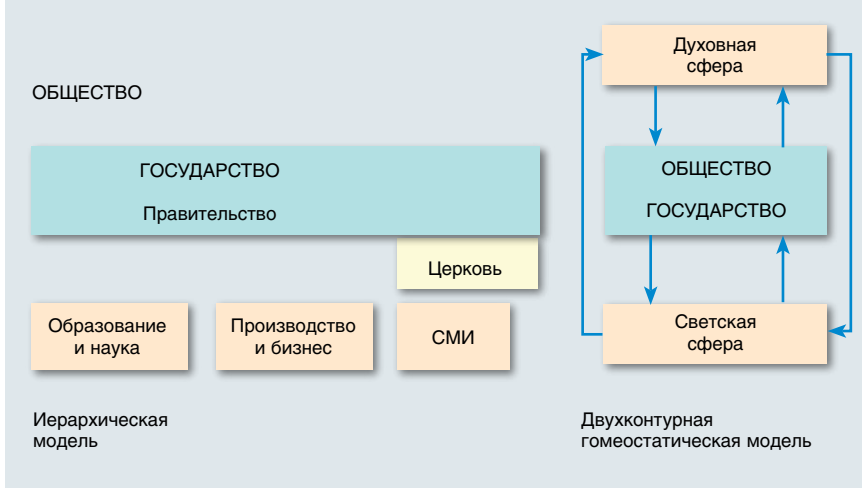 ОБЩЕСТВО
ГОСУДАРСТВО
Правительство
Церковь
Образование
и наука
Производство
и бизнес
СМИ
Иерархическая
модель
Духовная
сфера
ОБЩЕСТВО
ГОСУДАРСТВО
Светская
сфера
Двухконтурная
гомеостатическая модель